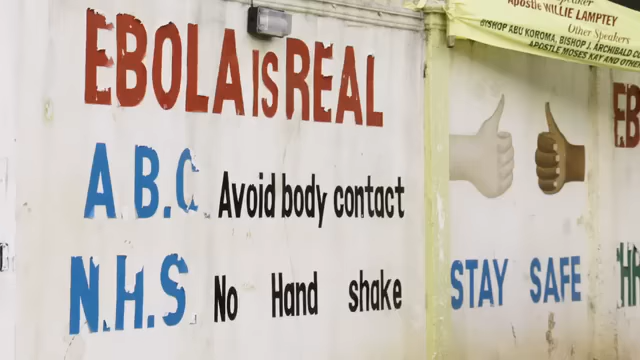 EBOLA IS REAL
A.B.C. Avoid body contact
N.H.S. No Hand shake
Apostle WILLIE LAMPTEY
Other Speakers
BISHOP ABU KOROMA, BISHOP J. ARCHIBALD
APOSTLE MOSES KAY AND
STAY SAFE